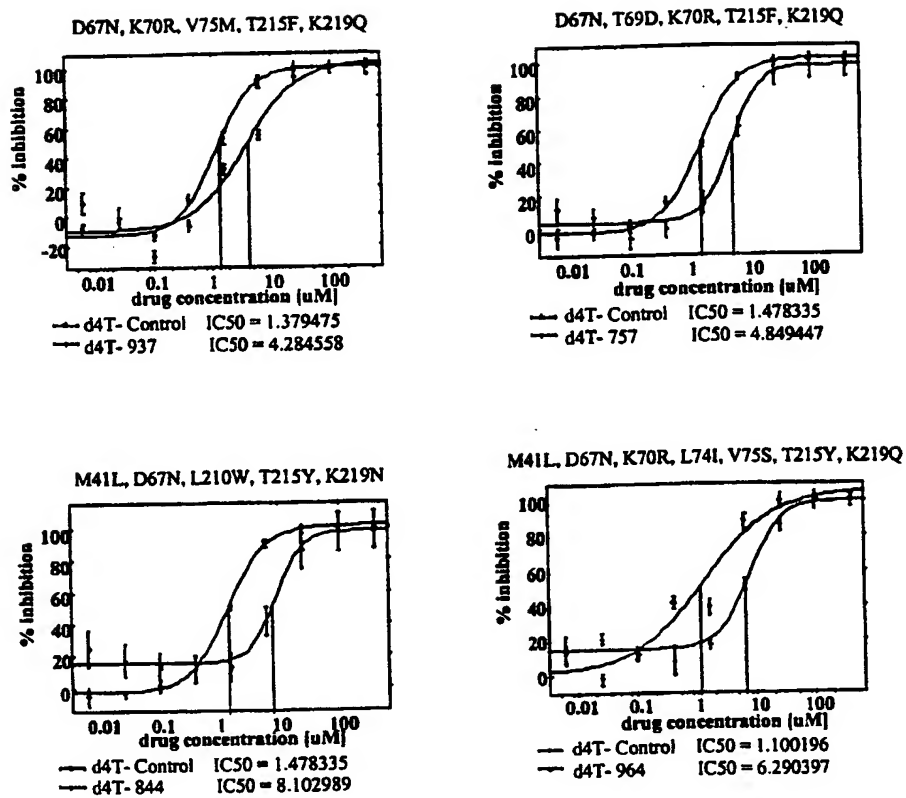 D67N, K70R, V75M, T215F, K219Q
% inhibition
100
80
60
40
20
0
-20
0.01 0.1 1 10 100
drug concentration [uM]
d4T- Control IC50 = 1.379475
d4T- 937 IC50 = 4.284558
D67N, T69D, K70R, T215F, K219Q
% inhibition
100
80
60
40
20
0
0.01 0.1 1 10 100
drug concentration [uM]
d4T- Control IC50 = 1.478335
d4T- 757 IC50 = 4.849447
M41L, D67N, L210W, T215Y, K219N
% inhibition
100
80
60
40
20
0
0.01 0.1 1 10 100
drug concentration [uM]
d4T- Control IC50 = 1.478335
d4T- 844 IC50 = 8.102989
M41L, D67N, K70R, L74I, V75S, T215Y, K219Q
% inhibition
100
80
60
40
20
0
0.01 0.1 1 10 100
drug concentration [uM]
d4T- Control IC50 = 1.100196
d4T- 964 IC50 = 6.290397